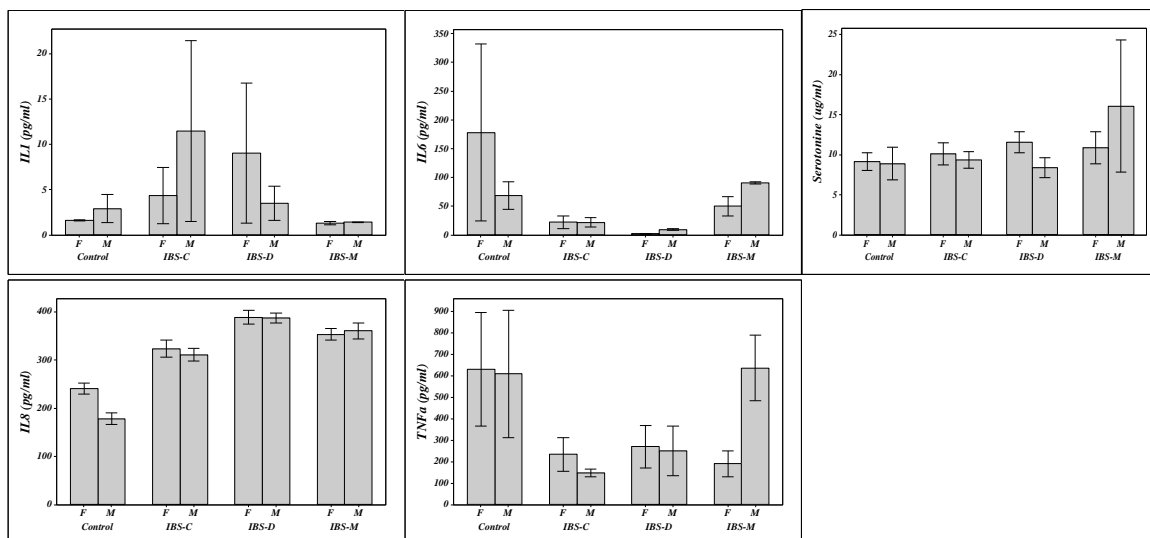 IL1 (pg/ml)
20
15
10
5
0
F M F M F M F M
Control IBS-C IBS-D IBS-M
IL6 (pg/ml)
350
300
250
200
150
100
50
0
F M F M F M F M
Control IBS-C IBS-D IBS-M
Serotonine (ug/ml)
25
20
15
10
5
0
F M F M F M F M
Control IBS-C IBS-D IBS-M
IL8 (pg/ml)
400
300
200
100
0
F M F M F M F M
Control IBS-C IBS-D IBS-M
TNFa (pg/ml)
900
800
700
600
500
400
300
200
100
0
F M F M F M F M
Control IBS-C IBS-D IBS-M